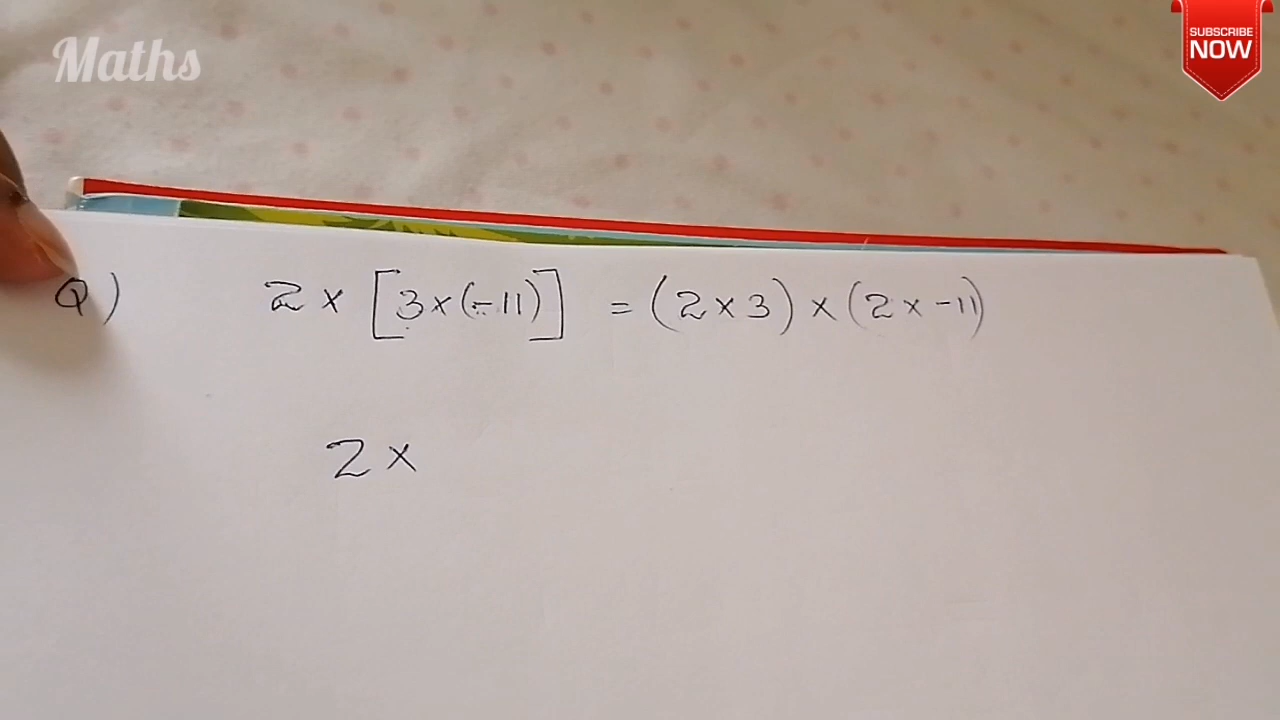 Maths
SUBSCRIBE
NOW
Q) 2 × [3×(-11)] = (2×3) × (2×-11)
2 ×